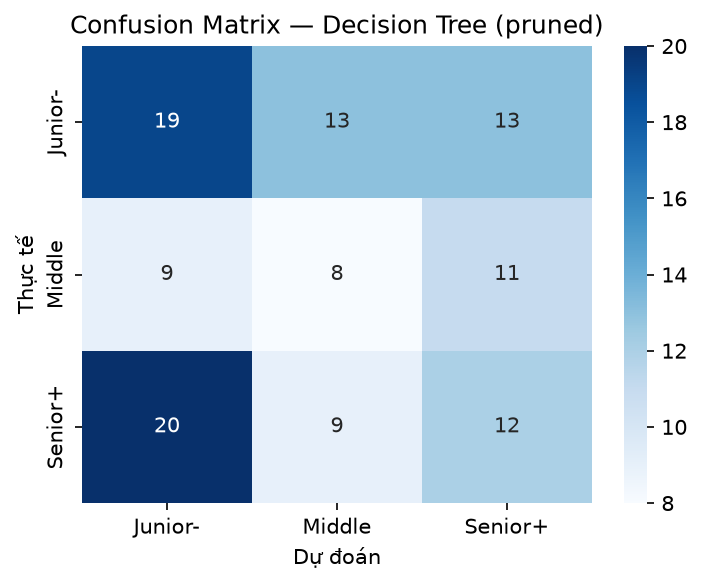 Confusion Matrix — Decision Tree (pruned)
Thực tế
Junior-
19 13 13
Middle
9 8 11
Senior+
20 9 12
Junior- Middle Senior+
Dự đoán
20
18
16
14
12
10
8